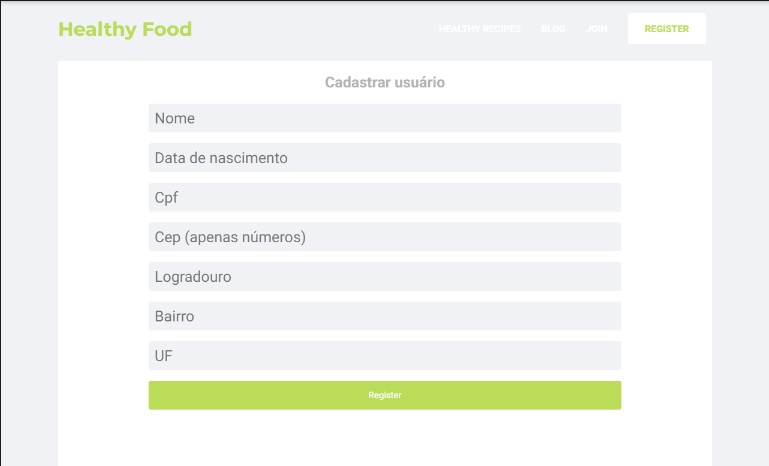 Healthy Food HEALTHY RECIPES BLOG JOIN REGISTER
Cadastrar usuário
Nome
Data de nascimento
Cpf
Cep (apenas números)
Logradouro
Bairro
UF
Register